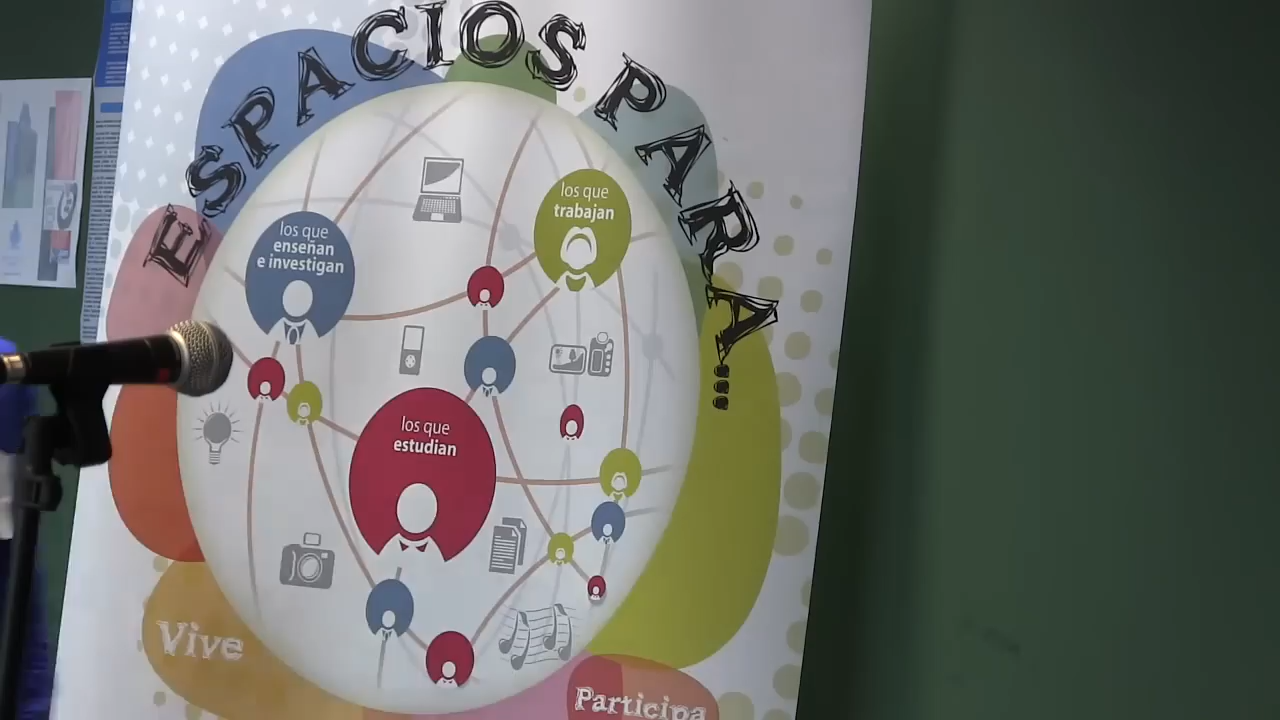 ESPACIOS PARA...
los que
trabajan
los que
enseñan
e investigan
los que
estudian
Vive
Participa